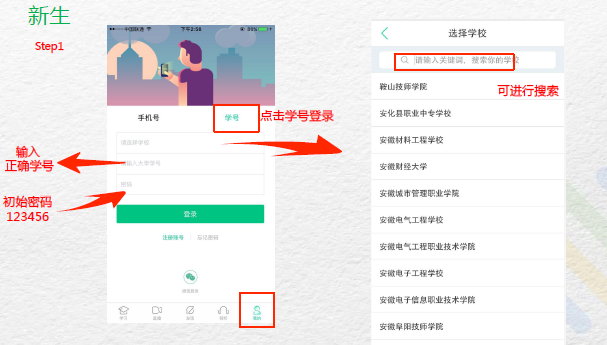 新生
Step1
中国联通
下午2:58
手机号
学号
点击学号登录
请选择学校
输入
正确学号
请输入大家学号
密码
初始密码
123456
登录
注册账号
忘记密码
微信登录
学习
直播
我的
选择学校
请输入关键词，搜索你的学校
可进行搜索
鞍山技师学院
安化县职业中专学校
安徽材料工程学校
安徽财经大学
安徽城市管理职业学院
安徽电气工程学校
安徽电气工程职业技术学院
安徽电子工程学校
安徽电子信息职业技术学院
安徽阜阳技师学院